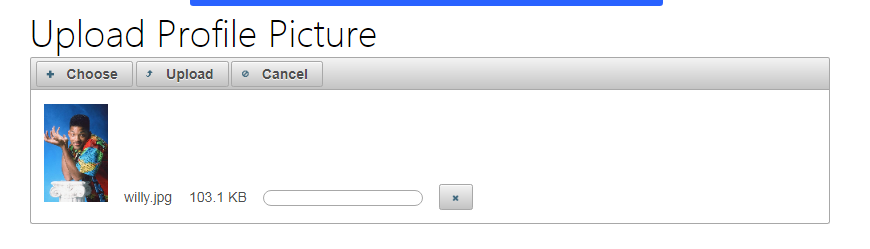 Upload Profile Picture
Choose Upload Cancel
willy.jpg 103.1 KB